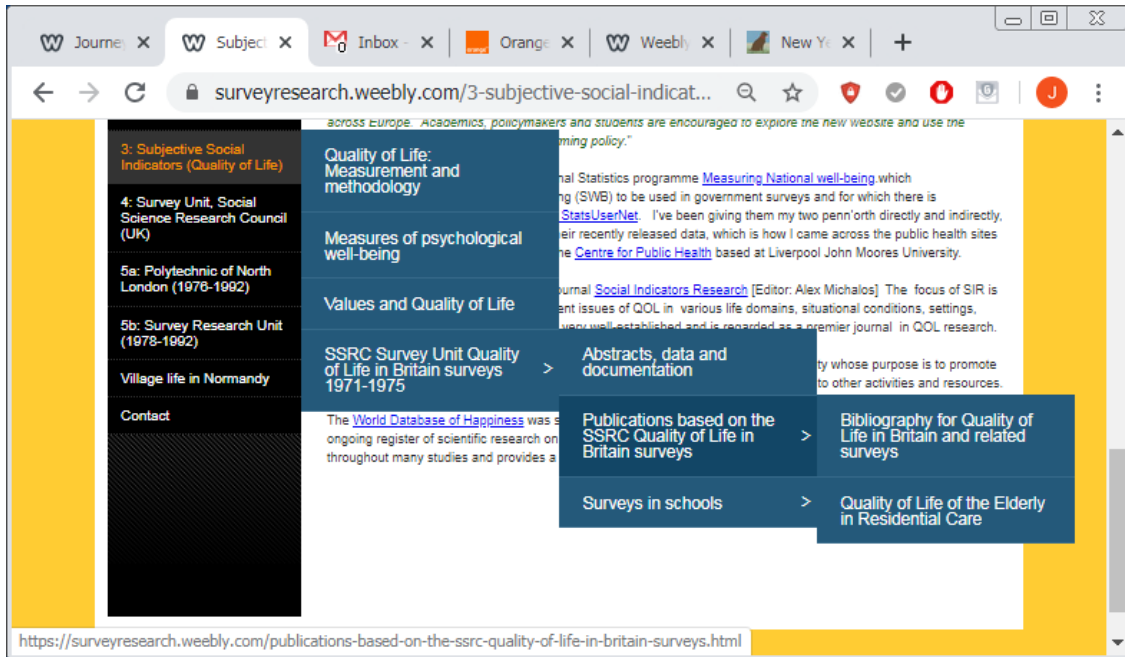 Journe
Subject
Inbox -
Orange
Weebly
New Ye
surveyresearch.weebly.com/3-subjective-social-indicat...
J
across Europe. Academics, policymakers and students are encouraged to explore the new website and use the
ming policy."
3: Subjective Social
Indicators (Quality of Life)
4: Survey Unit, Social
Science Research Council
(UK)
5a: Polytechnic of North
London (1976-1992)
5b: Survey Research Unit
(1978-1992)
Village life in Normandy
Contact
Quality of Life:
Measurement and
methodology
Measures of psychological
well-being
Values and Quality of Life
SSRC Survey Unit Quality
of Life in Britain surveys
1971-1975
>
nal Statistics programme Measuring National well-being.which
ng (SWB) to be used in government surveys and for which there is
StatsUserNet. I've been giving them my two penn'orth directly and indirectly,
eir recently released data, which is how I came across the public health sites
ne Centre for Public Health based at Liverpool John Moores University.
urnal Social Indicators Research [Editor: Alex Michalos] The focus of SIR is
ent issues of QOL in various life domains, situational conditions, settings,
very well-established and is regarded as a premier journal in QOL research.
Abstracts, data and
documentation
Publications based on the
SSRC Quality of Life in
Britain surveys
>
Surveys in schools
>
ty whose purpose is to promote
to other activities and resources.
Bibliography for Quality of
Life in Britain and related
surveys
Quality of Life of the Elderly
in Residential Care
The World Database of Happiness was s
ongoing register of scientific research on
throughout many studies and provides a
https://surveyresearch.weebly.com/publications-based-on-the-ssrc-quality-of-life-in-britain-surveys.html